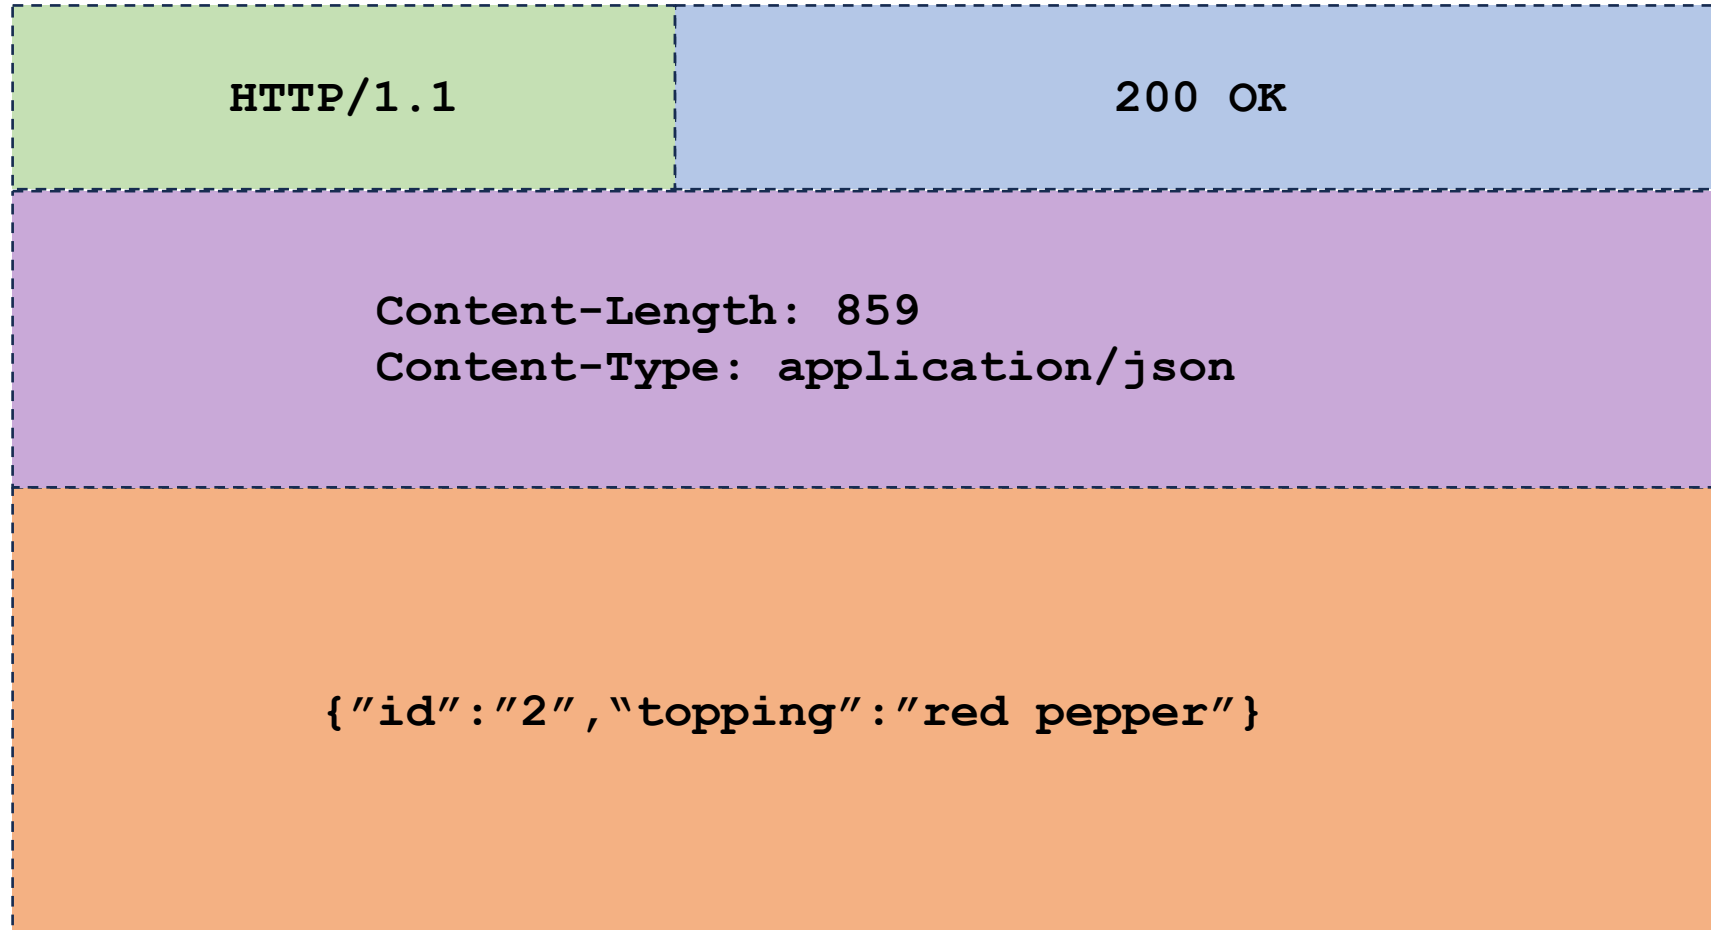 HTTP/1.1 200 OK
Content-Length: 859
Content-Type: application/json
{”id”:”2”,“topping”:”red pepper”}